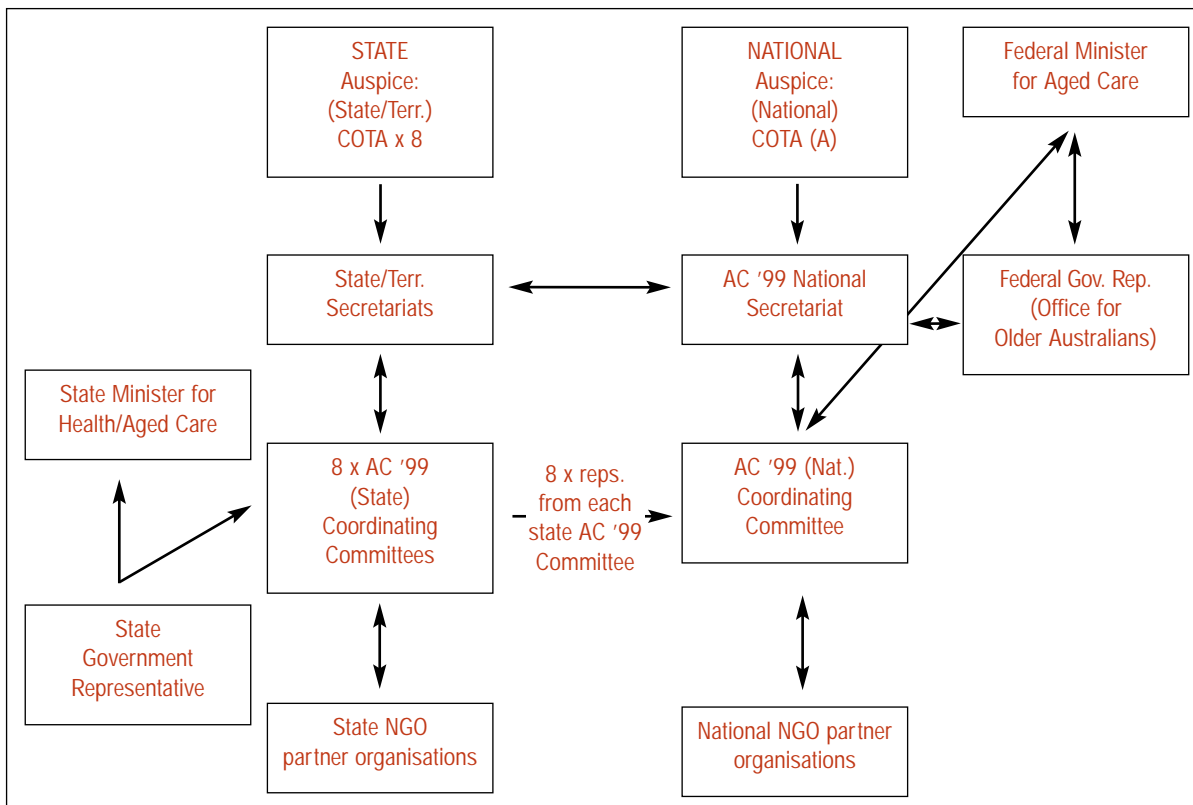 STATE
Auspice:
(State/Terr.)
COTA x 8
NATIONAL
Auspice:
(National)
COTA (A)
Federal Minister
for Aged Care
State/Terr.
Secretariats
AC ’99 National
Secretariat
Federal Gov. Rep.
(Office for
Older Australians)
State Minister for
Health/Aged Care
8 x AC ’99
(State)
Coordinating
Committees
8 x reps.
from each
state AC ’99
Committee
AC ’99 (Nat.)
Coordinating
Committee
State
Government
Representative
State NGO
partner organisations
National NGO partner
organisations